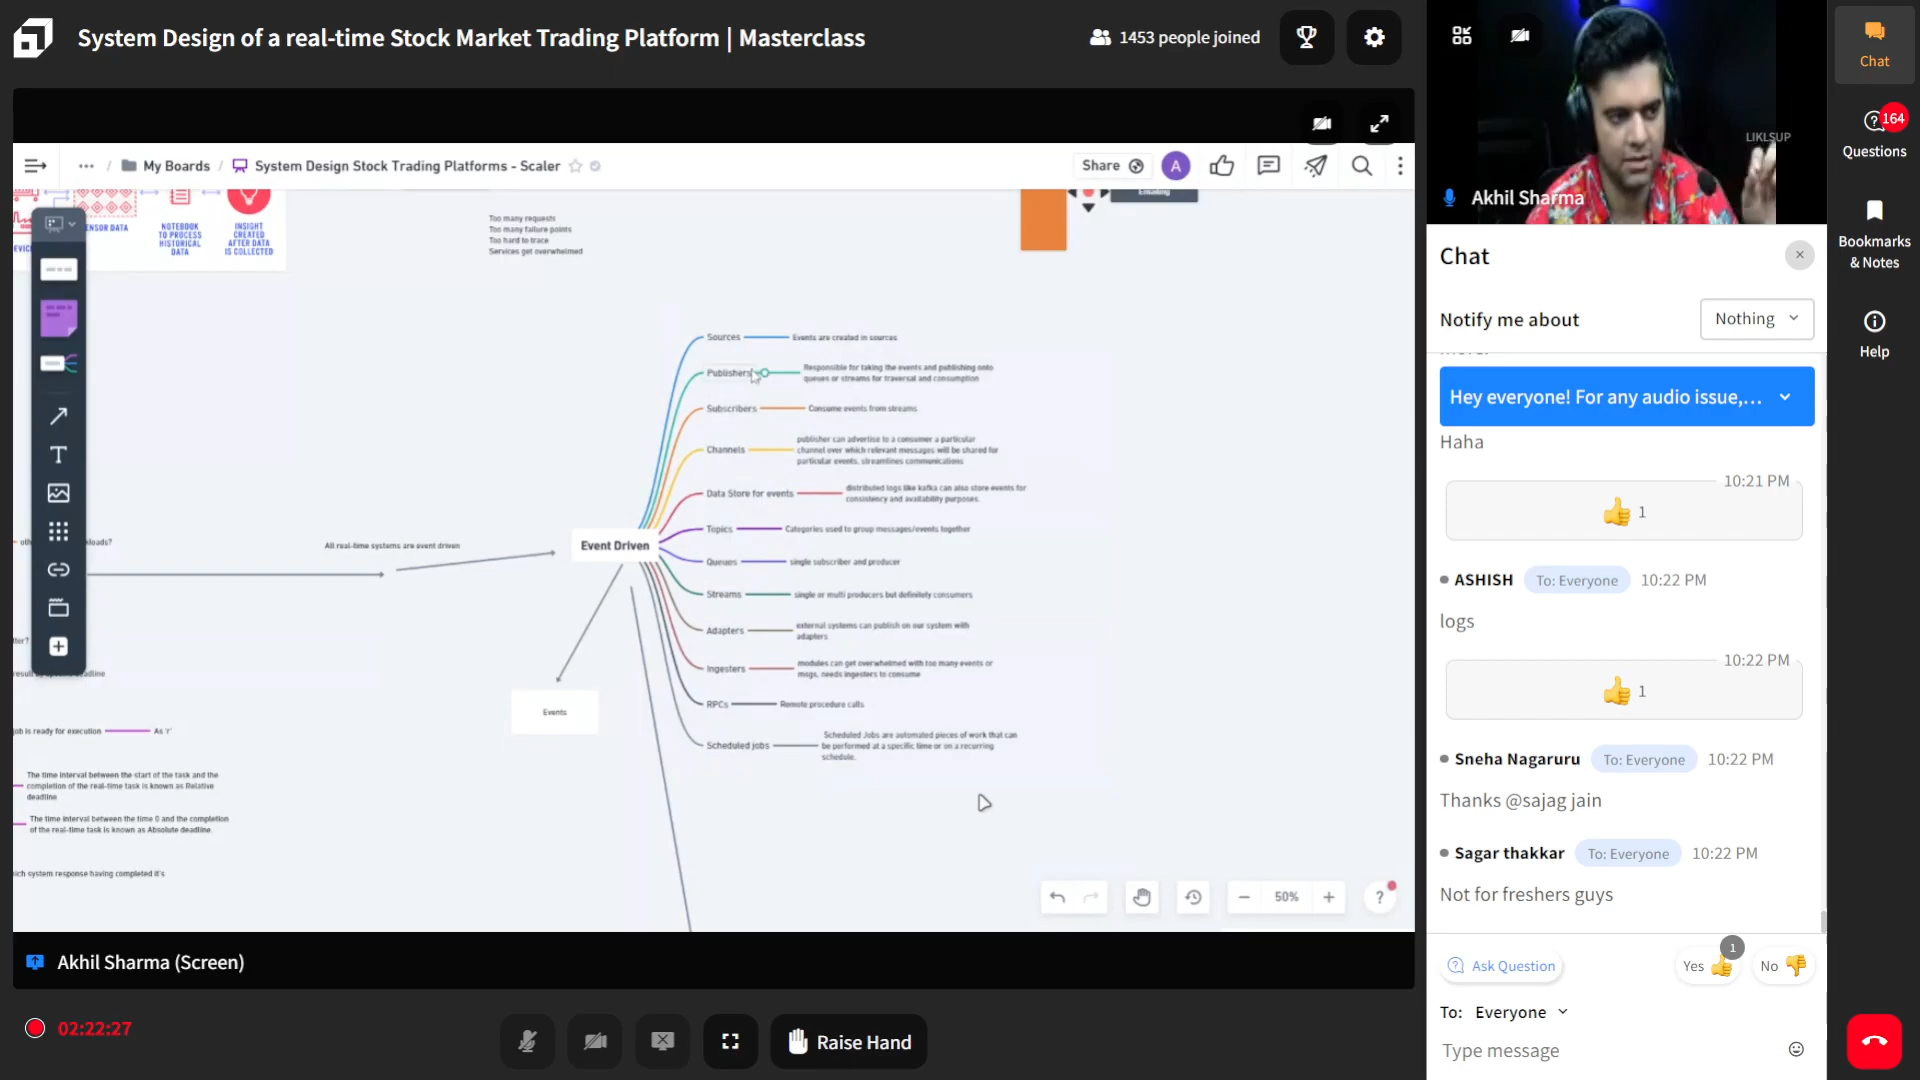 System Design of a real-time Stock Market Trading Platform | Masterclass
1453 people joined
My Boards / System Design Stock Trading Platforms - Scaler
Share
A
SENSOR DATA
NOTEBOOK
TO PROCESS
HISTORICAL
DATA
INSIGHT
CREATED
AFTER DATA
IS COLLECTED
Too many requests
Too many failure points
Too hard to trace
Services get overwhelmed
Emailing
Sources
Events are created in sources
Publishers
Responsible for taking the events and publishing onto
queues or streams for traversal and consumption
Subscribers
Consume events from streams
Channels
publisher can advertise to a consumer a particular
channel over which relevant messages will be shared for
particular events, streamlines communications
Data Store for events
distributed logs like kafka can also store events for
consistency and availability purposes.
Topics
Categories used to group messages/events together
Queues
single subscriber and producer
Streams
single or multi producers but definitely consumers
Adapters
external systems can publish on our system with
adapters
Ingesters
modules can get overwhelmed with too many events or
msgs, needs ingesters to consume
RPCs
Remote procedure calls
Scheduled jobs
Scheduled Jobs are automated pieces of work that can
be performed at a specific time or on a recurring
schedule.
Event Driven
All real-time systems are event driven
Events
job is ready for execution
As 'r'
The time interval between the start of the task and the
completion of the real-time task is known as Relative
deadline
The time interval between the time 0 and the completion
of the real-time task is known as Absolute deadline
system response having completed it's
50%
?
Akhil Sharma (Screen)
02:22:27
Raise Hand
LIKLSUP
Akhil Sharma
Chat
Notify me about
Nothing
Hey everyone! For any audio issue,...
Haha
10:21 PM
1
ASHISH To: Everyone 10:22 PM
logs
10:22 PM
1
Sneha Nagaruru To: Everyone 10:22 PM
Thanks @sajag jain
Sagar thakkar To: Everyone 10:22 PM
Not for freshers guys
Ask Question
1
Yes
No
To: Everyone
Type message
Chat
164
Questions
Bookmarks
& Notes
Help